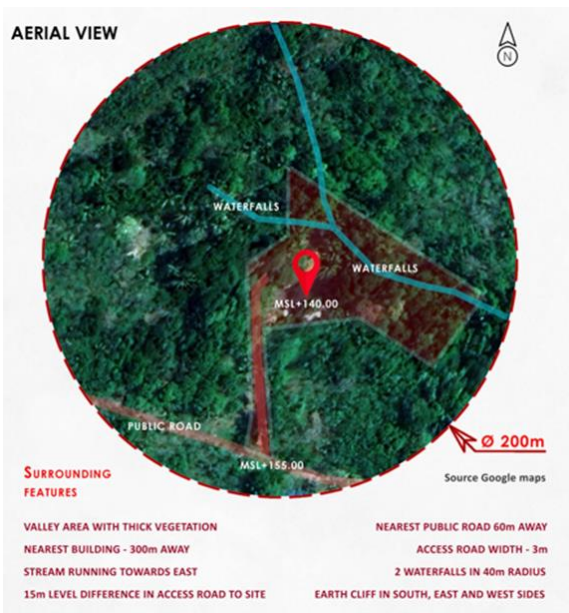 AERIAL VIEW
N
WATERFALLS
WATERFALLS
MSL+140.00
PUBLIC ROAD
MSL+155.00
Ø 200m
SURROUNDING
FEATURES
Source Google maps
VALLEY AREA WITH THICK VEGETATION
NEAREST PUBLIC ROAD 60m AWAY
NEAREST BUILDING - 300m AWAY
ACCESS ROAD WIDTH - 3m
STREAM RUNNING TOWARDS EAST
2 WATERFALLS IN 40m RADIUS
15m LEVEL DIFFERENCE IN ACCESS ROAD TO SITE
EARTH CLIFF IN SOUTH, EAST AND WEST SIDES